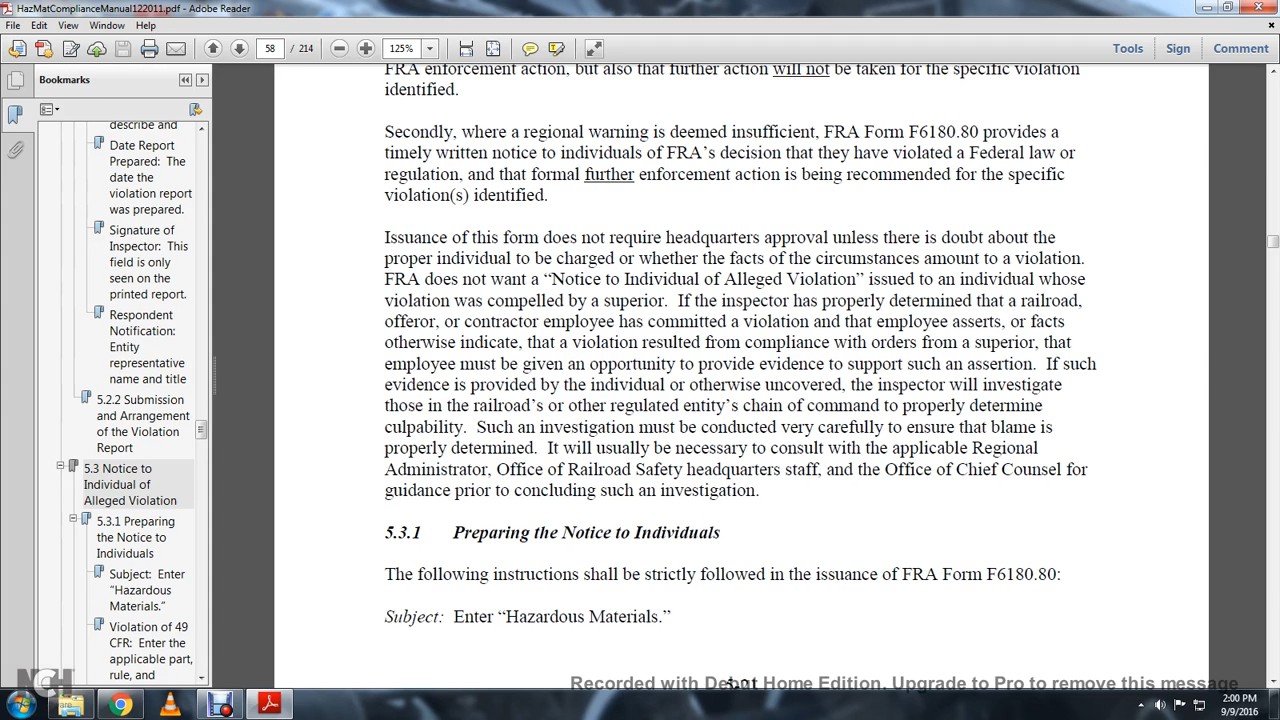 HazMatComplianceManual122011.pdf - Adobe Reader
File Edit View Window Help
58 / 214 125% Tools Sign Comment
Bookmarks
describe and
Date Report
Prepared: The
date the
violation report
was prepared.
Signature of
Inspector: This
field is only
seen on the
printed report.
Respondent
Notification:
Entity
representative
name and title
5.2.2 Submission
and Arrangement
of the Violation
Report
5.3 Notice to
Individual of
Alleged Violation
5.3.1 Preparing
the Notice to
Individuals
Subject: Enter
“Hazardous
Materials.”
Violation of 49
CFR: Enter the
applicable part,
rule, and
FRA enforcement action, but also that further action will not be taken for the specific violation
identified.
Secondly, where a regional warning is deemed insufficient, FRA Form F6180.80 provides a
timely written notice to individuals of FRA’s decision that they have violated a Federal law or
regulation, and that formal further enforcement action is being recommended for the specific
violation(s) identified.
Issuance of this form does not require headquarters approval unless there is doubt about the
proper individual to be charged or whether the facts of the circumstances amount to a violation.
FRA does not want a “Notice to Individual of Alleged Violation” issued to an individual whose
violation was compelled by a superior. If the inspector has properly determined that a railroad,
offeror, or contractor employee has committed a violation and that employee asserts, or facts
otherwise indicate, that a violation resulted from compliance with orders from a superior, that
employee must be given an opportunity to provide evidence to support such an assertion. If such
evidence is provided by the individual or otherwise uncovered, the inspector will investigate
those in the railroad’s or other regulated entity’s chain of command to properly determine
culpability. Such an investigation must be conducted very carefully to ensure that blame is
properly determined. It will usually be necessary to consult with the applicable Regional
Administrator, Office of Railroad Safety headquarters staff, and the Office of Chief Counsel for
guidance prior to concluding such an investigation.
5.3.1 Preparing the Notice to Individuals
The following instructions shall be strictly followed in the issuance of FRA Form F6180.80:
Subject: Enter “Hazardous Materials.”
Recorded with Debut Home Edition. Upgrade to Pro to remove this message
NCH
2:00 PM
9/9/2016